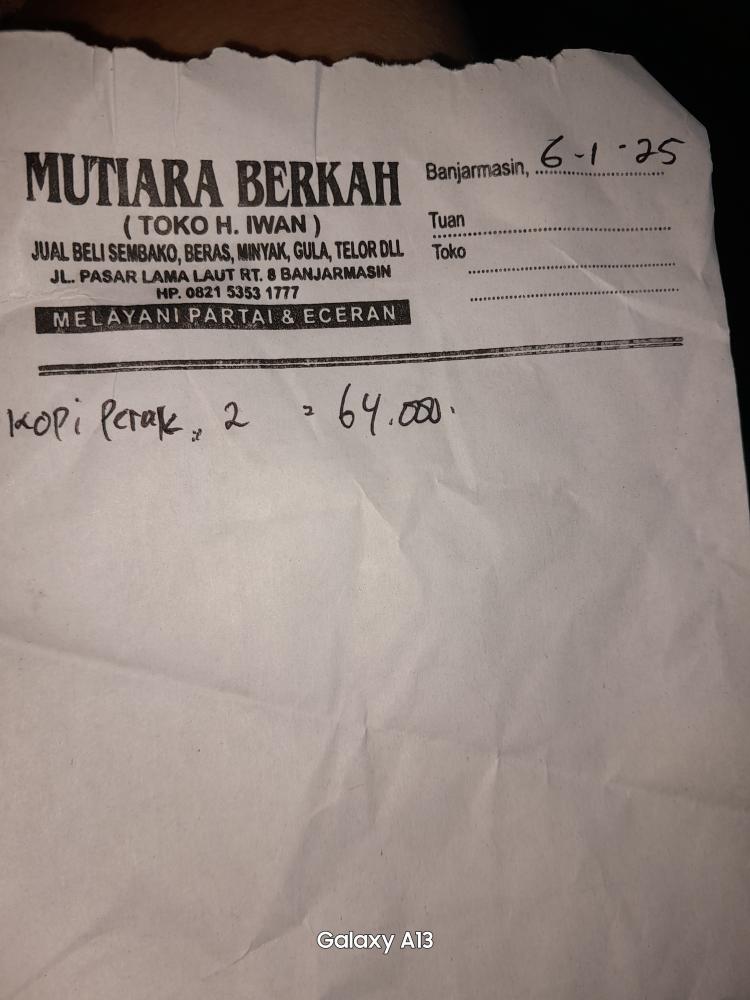 MUTIARA BERKAH
( TOKO H. IWAN )
JUAL BELI SEMBAKO, BERAS, MINYAK, GULA, TELOR DLL
JL. PASAR LAMA LAUT RT. 8 BANJARMASIN
HP. 0821 5353 1777
MELAYANI PARTAI & ECERAN
Banjarmasin, 6-1-25
Tuan
Toko
Kopi Perak, 2 = 64.000.
Galaxy A13